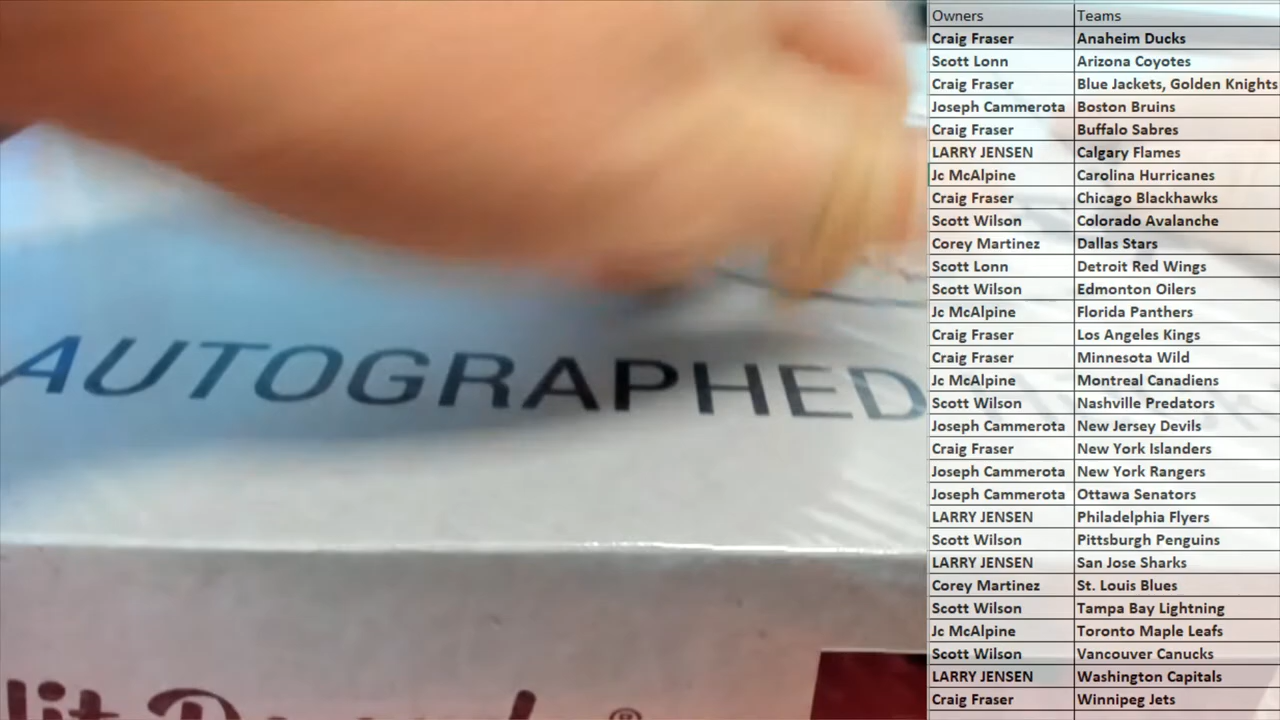 AUTOGRAPHED
Owners Teams
Craig Fraser Anaheim Ducks
Scott Lonn Arizona Coyotes
Craig Fraser Blue Jackets, Golden Knights
Joseph Cammerota Boston Bruins
Craig Fraser Buffalo Sabres
LARRY JENSEN Calgary Flames
Jc McAlpine Carolina Hurricanes
Craig Fraser Chicago Blackhawks
Scott Wilson Colorado Avalanche
Corey Martinez Dallas Stars
Scott Lonn Detroit Red Wings
Scott Wilson Edmonton Oilers
Jc McAlpine Florida Panthers
Craig Fraser Los Angeles Kings
Craig Fraser Minnesota Wild
Jc McAlpine Montreal Canadiens
Scott Wilson Nashville Predators
Joseph Cammerota New Jersey Devils
Craig Fraser New York Islanders
Joseph Cammerota New York Rangers
Joseph Cammerota Ottawa Senators
LARRY JENSEN Philadelphia Flyers
Scott Wilson Pittsburgh Penguins
LARRY JENSEN San Jose Sharks
Corey Martinez St. Louis Blues
Scott Wilson Tampa Bay Lightning
Jc McAlpine Toronto Maple Leafs
Scott Wilson Vancouver Canucks
LARRY JENSEN Washington Capitals
Craig Fraser Winnipeg Jets